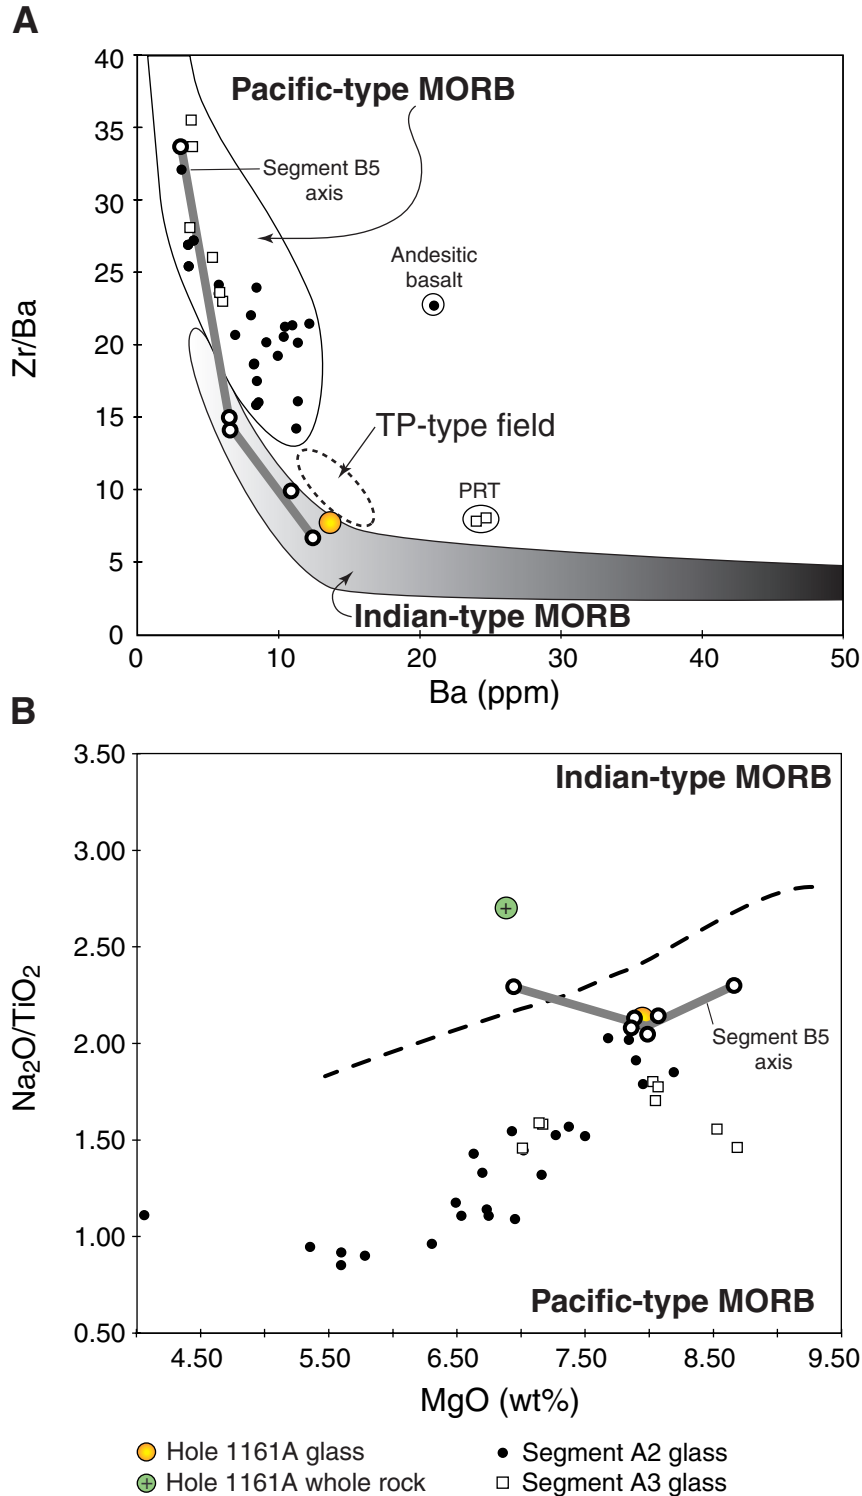 A
40
Pacific-type MORB
35
Segment B5
axis
30
Andesitic
basalt
25
Zr/Ba
20
15
TP-type field
10
PRT
5
Indian-type MORB
0
0 10 20 30 40 50
Ba (ppm)
B
3.50
Indian-type MORB
3.00
2.50
Na₂O/TiO₂
2.00
Segment B5
axis
1.50
1.00
Pacific-type MORB
0.50
4.50 5.50 6.50 7.50 8.50 9.50
MgO (wt%)
Hole 1161A glass
Segment A2 glass
Hole 1161A whole rock
Segment A3 glass